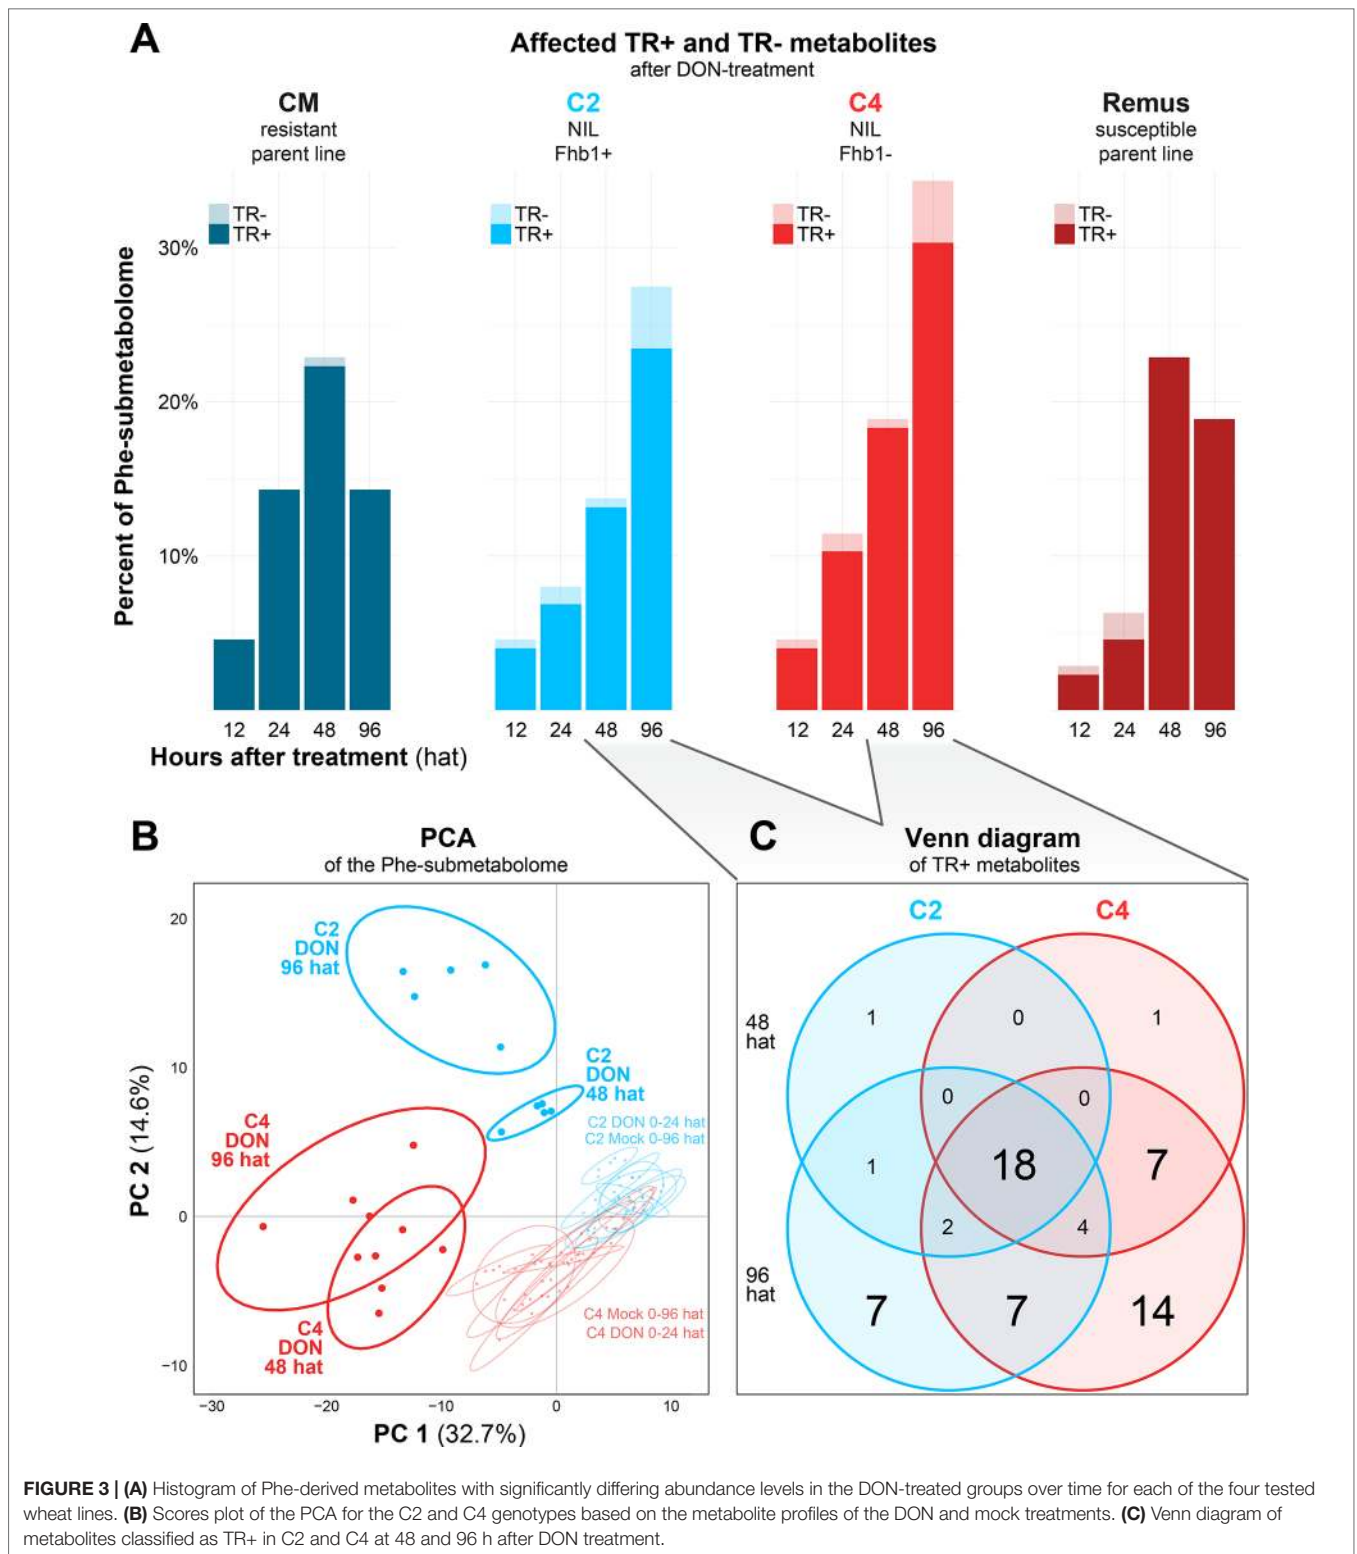 A
Affected TR+ and TR- metabolites
after DON-treatment
CM
resistant
parent line
C2
NIL
Fhb1+
C4
NIL
Fhb1-
Remus
susceptible
parent line
TR-
TR+
TR-
TR+
TR-
TR+
TR-
TR+
Percent of Phe-submetabolome
30%
20%
10%
12 24 48 96
12 24 48 96
12 24 48 96
12 24 48 96
Hours after treatment (hat)
B
PCA
of the Phe-submetabolome
PC 2 (14.6%)
20
10
0
−10
C2
DON
96 hat
C2
DON
48 hat
C2 DON 0-24 hat
C2 Mock 0-96 hat
C4
DON
96 hat
C4
DON
48 hat
C4 Mock 0-96 hat
C4 DON 0-24 hat
−30 −20 −10 0 10
PC 1 (32.7%)
C
Venn diagram
of TR+ metabolites
C2 C4
48
hat
1 0 1
0 0
1 18 7
2 4
96
hat
7 7 14
FIGURE 3 | (A) Histogram of Phe-derived metabolites with significantly differing abundance levels in the DON-treated groups over time for each of the four tested
wheat lines. (B) Scores plot of the PCA for the C2 and C4 genotypes based on the metabolite profiles of the DON and mock treatments. (C) Venn diagram of
metabolites classified as TR+ in C2 and C4 at 48 and 96 h after DON treatment.